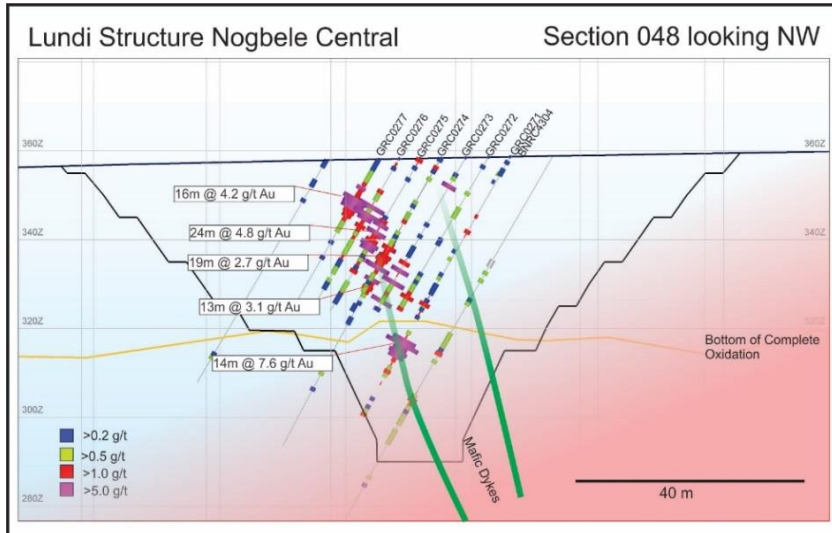 Lundi Structure Nogbele Central
Section 048 looking NW
GRC0277
GRC0276
GRC0275
GRC0274
GRC0273
GRC0272
GRC0271
BNRC4304
360Z
360Z
16m @ 4.2 g/t Au
24m @ 4.8 g/t Au
340Z
340Z
19m @ 2.7 g/t Au
13m @ 3.1 g/t Au
320Z
320Z
Bottom of Complete
Oxidation
14m @ 7.6 g/t Au
300Z
>0.2 g/t
>0.5 g/t
>1.0 g/t
>5.0 g/t
Mafic Dykes
40 m
280Z